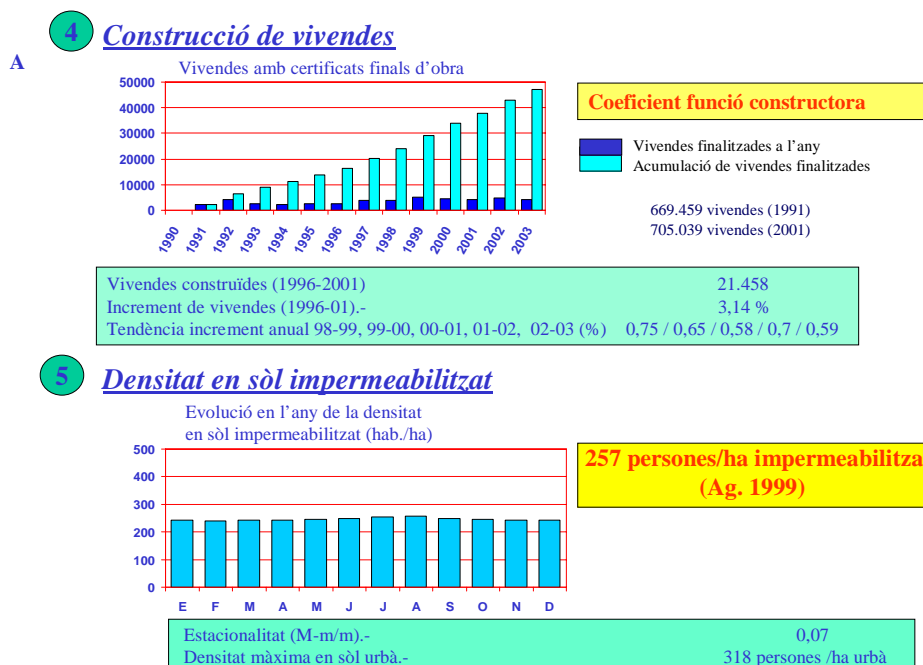 4 Construcció de vivendes
A
Vivendes amb certificats finals d'obra
50000
40000
30000
20000
10000
0
1990 1991 1992 1993 1994 1995 1996 1997 1998 1999 2000 2001 2002 2003
Coeficient funció constructora
Vivendes finalitzades a l'any
Acumulació de vivendes finalitzades
669.459 vivendes (1991)
705.039 vivendes (2001)
Vivendes construïdes (1996-2001) 21.458
Increment de vivendes (1996-01).- 3,14 %
Tendència increment anual 98-99, 99-00, 00-01, 01-02, 02-03 (%) 0,75 / 0,65 / 0,58 / 0,7 / 0,59
5 Densitat en sòl impermeabilitzat
Evolució en l'any de la densitat
en sòl impermeabilitzat (hab./ha)
500
400
300
200
100
0
E F M A M J J A S O N D
257 persones/ha impermeabilitza
(Ag. 1999)
Estacionalitat (M-m/m).- 0,07
Densitat màxima en sòl urbà.- 318 persones /ha urbà